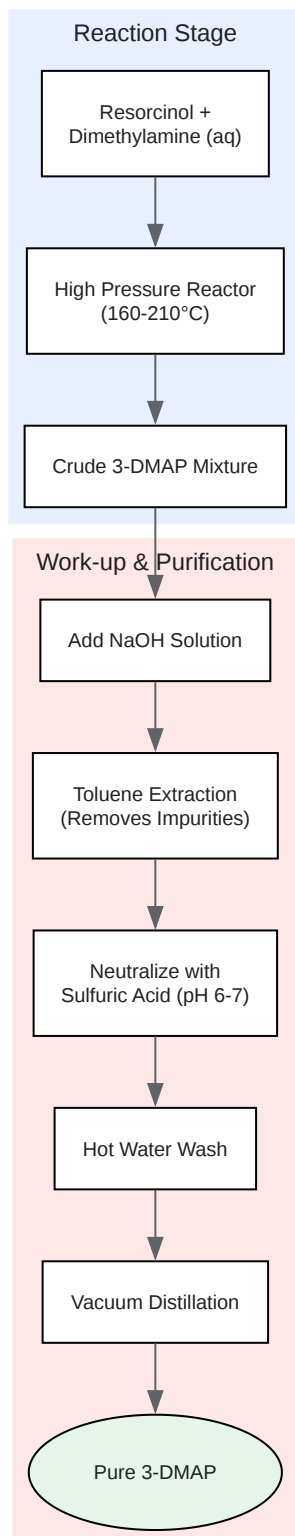 Reaction Stage
Resorcinol +
Dimethylamine (aq)
High Pressure Reactor
(160-210°C)
Crude 3-DMAP Mixture
Work-up & Purification
Add NaOH Solution
Toluene Extraction
(Removes Impurities)
Neutralize with
Sulfuric Acid (pH 6-7)
Hot Water Wash
Vacuum Distillation
Pure 3-DMAP